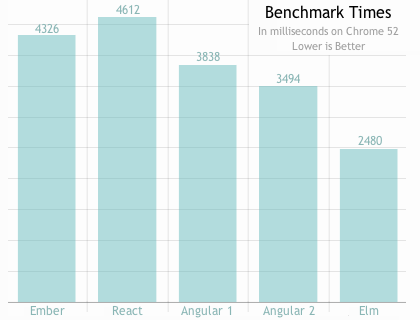 Benchmark Times
In milliseconds on Chrome 52
Lower is Better
4326
4612
3838
3494
2480
Ember
React
Angular 1
Angular 2
Elm